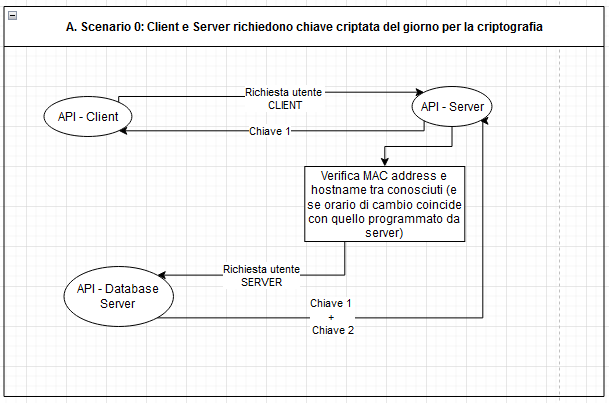 A. Scenario 0: Client e Server richiedono chiave criptata del giorno per la criptografia
Richiesta utente
CLIENT
API - Client
API - Server
Chiave 1
Verifica MAC address e
hostname tra conosciuti (e
se orario di cambio coincide
con quello programmato da
server)
Richiesta utente
SERVER
API - Database
Server
Chiave 1
+
Chiave 2